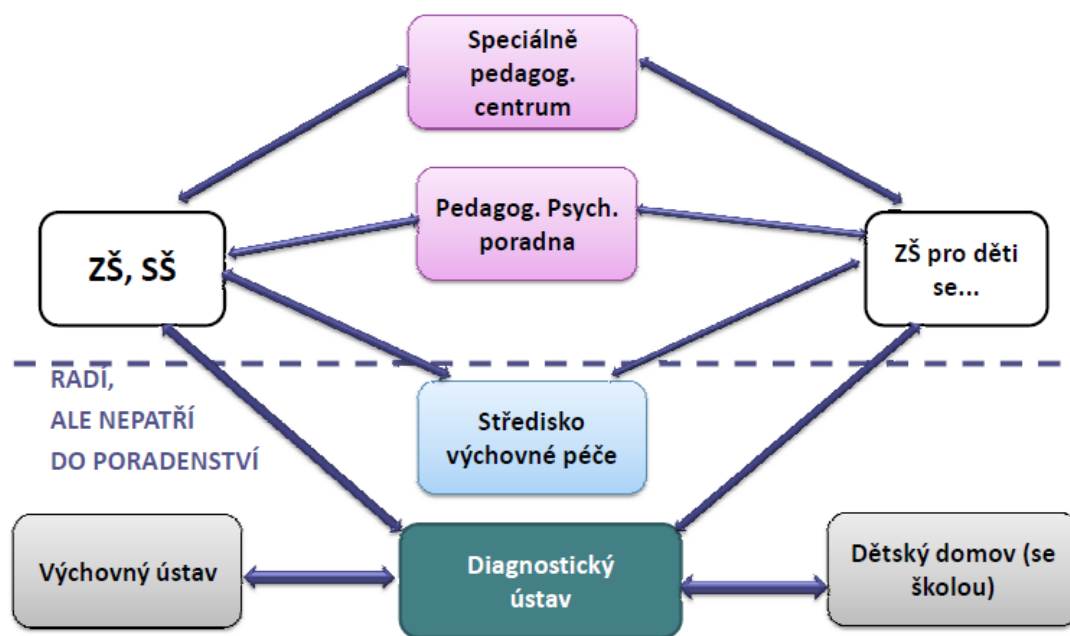 Speciálně
pedagog.
centrum
Pedagog. Psych.
poradna
ZŠ, SŠ
ZŠ pro děti
se...
RADÍ,
ALE NEPATŘÍ
DO PORADENSTVÍ
Středisko
výchovné péče
Výchovný ústav
Diagnostický
ústav
Dětský domov (se
školou)